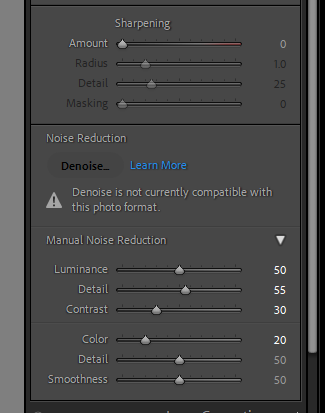 Sharpening
Amount 0
Radius 1.0
Detail 25
Masking 0
Noise Reduction
Denoise... Learn More
Denoise is not currently compatible with
this photo format.
Manual Noise Reduction
Luminance 50
Detail 55
Contrast 30
Color 20
Detail 50
Smoothness 50